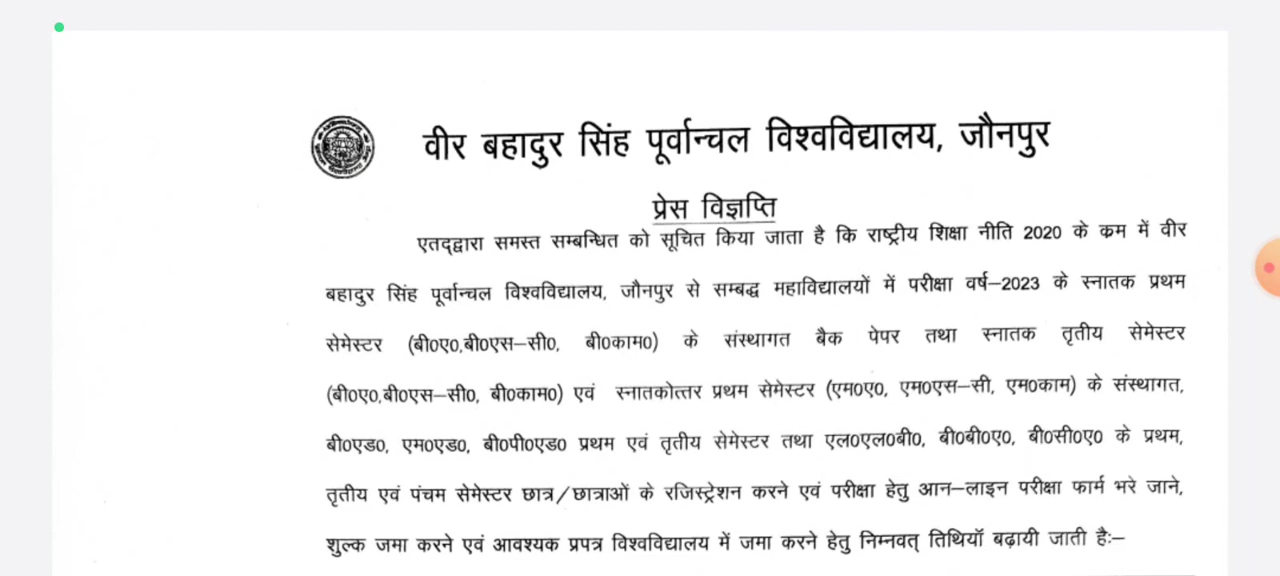 वीर बहादुर सिंह पूर्वान्चल विश्वविद्यालय, जौनपुर
प्रेस विज्ञप्ति
एतद्द्वारा समस्त सम्बन्धित को सूचित किया जाता है कि राष्ट्रीय शिक्षा नीति 2020 के क्रम में वीर
बहादुर सिंह पूर्वान्चल विश्वविद्यालय, जौनपुर से सम्बद्ध महाविद्यालयों में परीक्षा वर्ष–2023 के स्नातक प्रथम
सेमेस्टर (बी0ए0,बी0एस–सी0, बी0काम0) के संस्थागत बैक पेपर तथा स्नातक तृतीय सेमेस्टर
(बी0ए0,बी0एस–सी0, बी0काम0) एवं स्नातकोत्तर प्रथम सेमेस्टर (एम0ए0, एम0एस–सी, एम0काम) के संस्थागत,
बी0एड0, एम0एड0, बी0पी0एड0 प्रथम एवं तृतीय सेमेस्टर तथा एल0एल0बी0, बी0बी0ए0, बी0सी0ए0 के प्रथम,
तृतीय एवं पंचम सेमेस्टर छात्र/छात्राओं के रजिस्ट्रेशन करने एवं परीक्षा हेतु आन–लाइन परीक्षा फार्म भरे जाने,
शुल्क जमा करने एवं आवश्यक प्रपत्र विश्वविद्यालय में जमा करने हेतु निम्नवत् तिथियॉ बढ़ायी जाती है:–